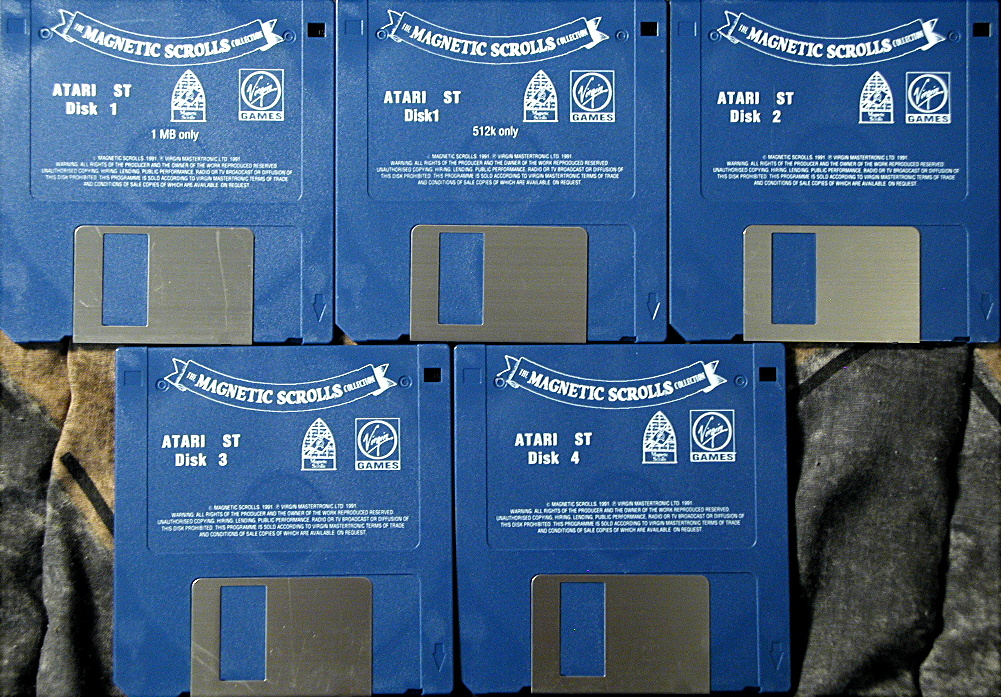 THE MAGNETIC SCROLLS COLLECTION
ATARI ST
Disk 1
Virgin
GAMES
1 MB only
© MAGNETIC SCROLLS. 1991. ℗ VIRGIN MASTERTRONIC LTD. 1991.
WARNING. ALL RIGHTS OF THE PRODUCER AND THE OWNER OF THE WORK REPRODUCED RESERVED
UNAUTHORISED COPYING, HIRING, LENDING, PUBLIC PERFORMANCE, RADIO OR TV BROADCAST OR DIFFUSION OF
THIS DISK PROHIBITED. THIS PROGRAMME IS SOLD ACCORDING TO VIRGIN MASTERTRONIC TERMS OF TRADE
AND CONDITIONS OF SALE COPIES OF WHICH ARE AVAILABLE ON REQUEST.
THE MAGNETIC SCROLLS COLLECTION
ATARI ST
Disk1
Virgin
GAMES
512k only
© MAGNETIC SCROLLS. 1991. ℗ VIRGIN MASTERTRONIC LTD. 1991.
WARNING. ALL RIGHTS OF THE PRODUCER AND THE OWNER OF THE WORK REPRODUCED RESERVED
UNAUTHORISED COPYING, HIRING, LENDING, PUBLIC PERFORMANCE, RADIO OR TV BROADCAST OR DIFFUSION OF
THIS DISK PROHIBITED. THIS PROGRAMME IS SOLD ACCORDING TO VIRGIN MASTERTRONIC TERMS OF TRADE
AND CONDITIONS OF SALE COPIES OF WHICH ARE AVAILABLE ON REQUEST.
THE MAGNETIC SCROLLS COLLECTION
ATARI ST
Disk 2
Virgin
GAMES
© MAGNETIC SCROLLS. 1991. ℗ VIRGIN MASTERTRONIC LTD. 1991.
WARNING. ALL RIGHTS OF THE PRODUCER AND THE OWNER OF THE WORK REPRODUCED RESERVED
UNAUTHORISED COPYING, HIRING, LENDING, PUBLIC PERFORMANCE, RADIO OR TV BROADCAST OR DIFFUSION OF
THIS DISK PROHIBITED. THIS PROGRAMME IS SOLD ACCORDING TO VIRGIN MASTERTRONIC TERMS OF TRADE
AND CONDITIONS OF SALE COPIES OF WHICH ARE AVAILABLE ON REQUEST.
THE MAGNETIC SCROLLS COLLECTION
ATARI ST
Disk 3
Magnetic
Scrolls
Virgin
GAMES
© MAGNETIC SCROLLS. 1991. ℗ VIRGIN MASTERTRONIC LTD. 1991.
WARNING. ALL RIGHTS OF THE PRODUCER AND THE OWNER OF THE WORK REPRODUCED RESERVED
UNAUTHORISED COPYING, HIRING, LENDING, PUBLIC PERFORMANCE, RADIO OR TV BROADCAST OR DIFFUSION OF
THIS DISK PROHIBITED. THIS PROGRAMME IS SOLD ACCORDING TO VIRGIN MASTERTRONIC TERMS OF TRADE
AND CONDITIONS OF SALE COPIES OF WHICH ARE AVAILABLE ON REQUEST.
THE MAGNETIC SCROLLS COLLECTION
ATARI ST
Disk 4
Magnetic
Scrolls
Virgin
GAMES
© MAGNETIC SCROLLS. 1991. ℗ VIRGIN MASTERTRONIC LTD. 1991.
WARNING. ALL RIGHTS OF THE PRODUCER AND THE OWNER OF THE WORK REPRODUCED RESERVED
UNAUTHORISED COPYING, HIRING, LENDING, PUBLIC PERFORMANCE, RADIO OR TV BROADCAST OR DIFFUSION OF
THIS DISK PROHIBITED. THIS PROGRAMME IS SOLD ACCORDING TO VIRGIN MASTERTRONIC TERMS OF TRADE
AND CONDITIONS OF SALE COPIES OF WHICH ARE AVAILABLE ON REQUEST.